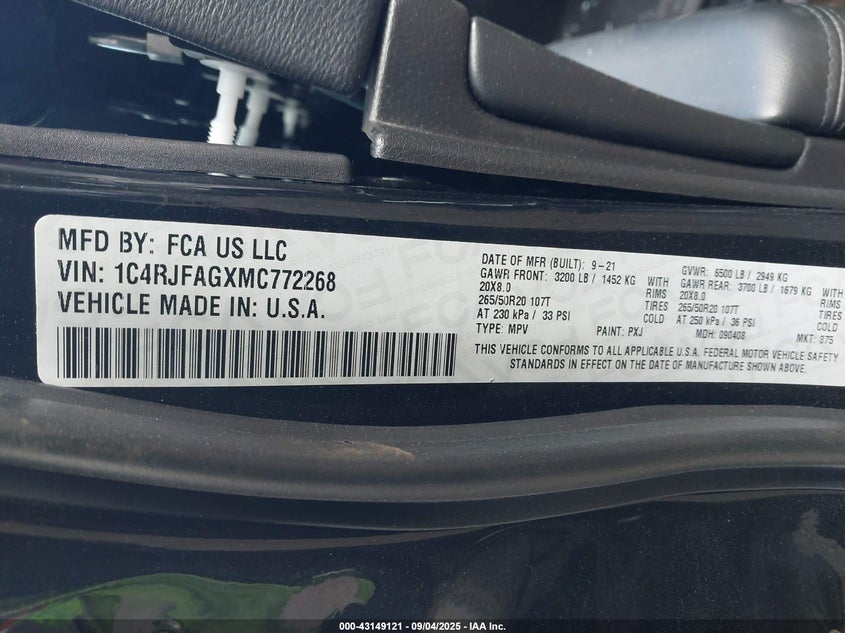 MFD BY: FCA US LLC
VIN: 1C4RJFAGXMC772268
VEHICLE MADE IN: U.S.A.
DATE OF MFR (BUILT): 9-21
GAWR FRONT: 3200 LB / 1452 KG WITH
20X8.0 RIMS
265/50R20 107T TIRES
AT 230 kPa / 33 PSI COLD
TYPE: MPV PAINT: PXJ
GVWR: 6500 LB / 2949 KG
GAWR REAR: 3700 LB / 1679 KG WITH
20X8.0 RIMS
265/50R20 107T TIRES
AT 250 kPa / 36 PSI COLD
MDH: 090408 MKT: 875
THIS VEHICLE CONFORMS TO ALL APPLICABLE U.S.A. FEDERAL MOTOR VEHICLE SAFETY
STANDARDS IN EFFECT ON THE DATE OF MANUFACTURE SHOWN ABOVE.
000-43149121 - 09/04/2025 - IAA Inc.